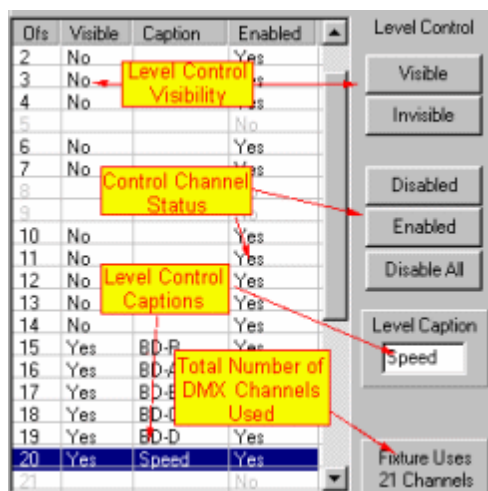 Ofs Visible Caption Enabled
2 No Yes
3 No
4 No Yes
5 No
6 No Yes
7 No
8
9
10 No Yes
11 No Yes
12 No Yes
13 No Yes
14 No Yes
15 Yes BD-R Yes
16 Yes
17 Yes
18 Yes
19 Yes BD-D Yes
20 Yes Speed Yes
21 No
Level Control
Visibility
Control Channel
Status
Level Control
Captions
Total Number of
DMX Channels
Used
Level Control
Visible
Invisible
Disabled
Enabled
Disable All
Level Caption
Speed
Fixture Uses
21 Channels